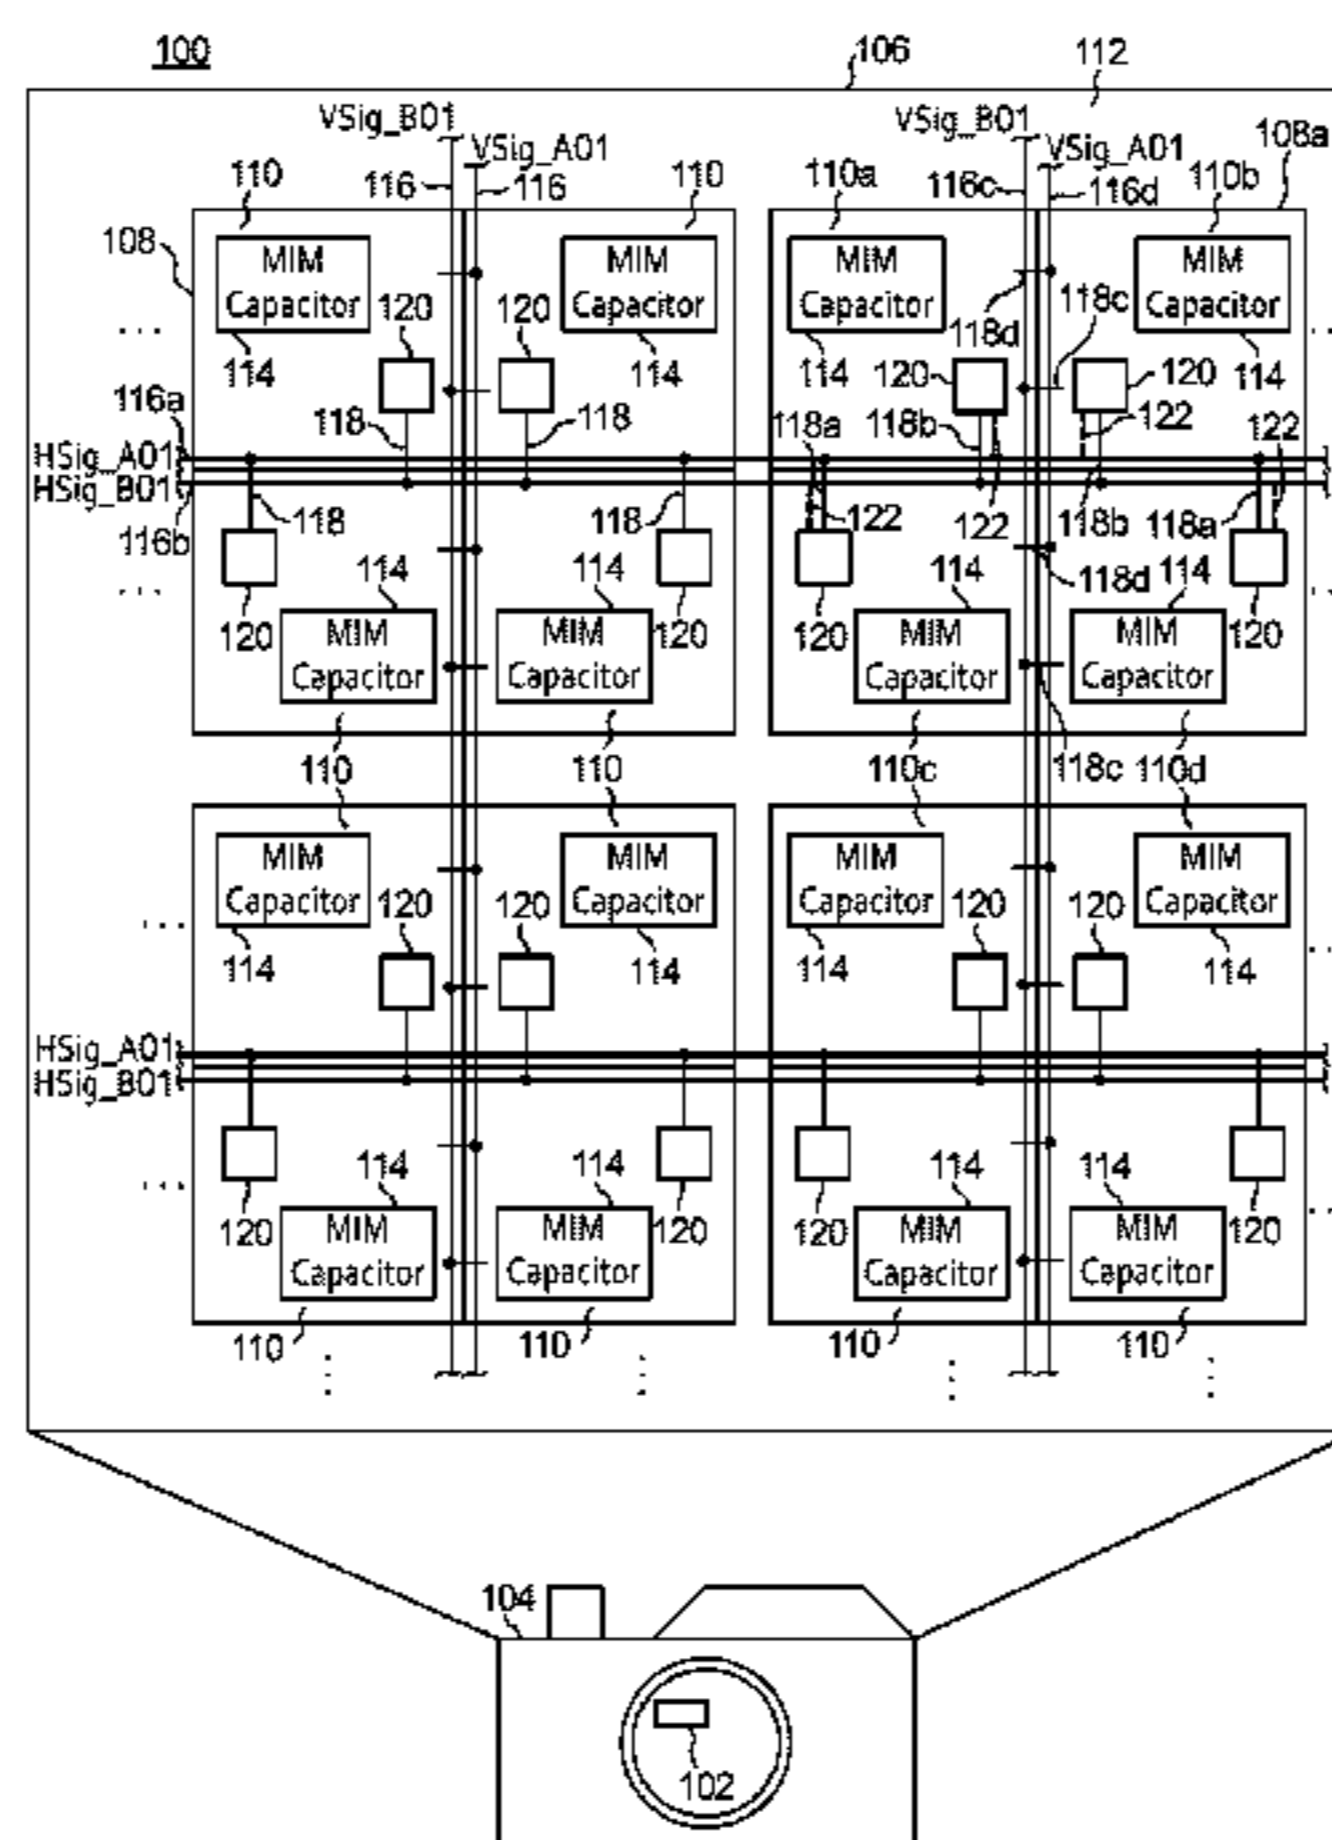 100 106 112
VSig_B01 VSig_B01
VSig_A01 VSig_A01 108a
110 116 116 110 110a 116c 116d 110b
108 MIM MIM MIM MIM
Capacitor Capacitor Capacitor Capacitor
120 120 118d 118c
114 114 114 120 120 114
116a 118 118 118a 118b 122 122
HSig_A01
HSig_B01
116b 118 118 122 122 118b 118a
114 114 114 118d 114
120 MIM MIM 120 120 MIM MIM 120
Capacitor Capacitor Capacitor Capacitor
110 110 110c 118c 110d
MIM MIM MIM MIM
Capacitor 120 120 Capacitor Capacitor 120 120 Capacitor
114 114 114 114
HSig_A01
HSig_B01
114 114 114 114
120 MIM MIM 120 120 MIM MIM 120
Capacitor Capacitor Capacitor Capacitor
110 110 110 110
104
102